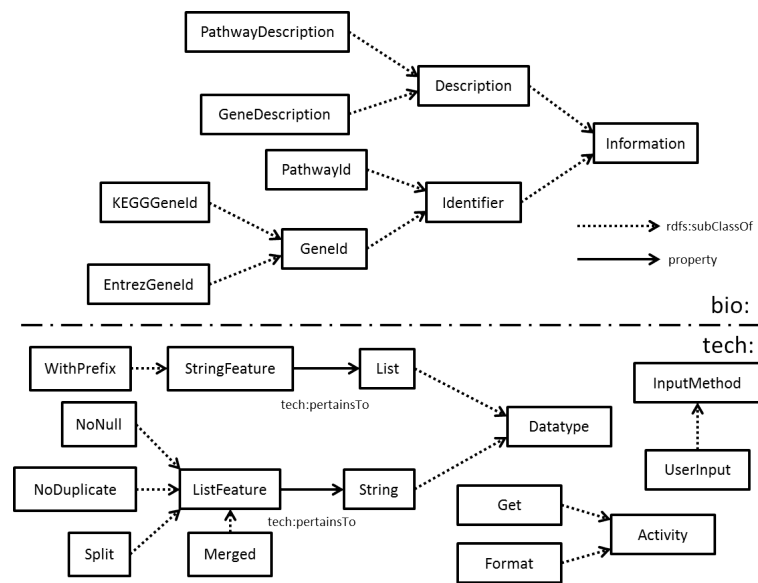 PathwayDescription
Description
GeneDescription
Information
PathwayId
KEGGGeneId
Identifier
rdfs:subClassOf
GeneId
property
EntrezGeneId
bio:
tech:
WithPrefix
StringFeature
List
InputMethod
tech:pertainsTo
NoNull
Datatype
UserInput
NoDuplicate
ListFeature
String
Get
tech:pertainsTo
Activity
Split
Merged
Format